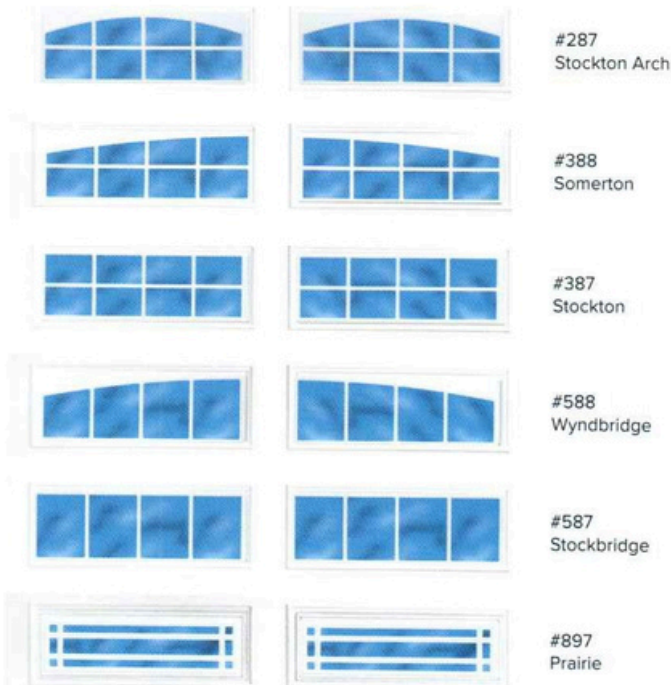 #287
Stockton Arch
#388
Somerton
#387
Stockton
#588
Wyndbridge
#587
Stockbridge
#897
Prairie